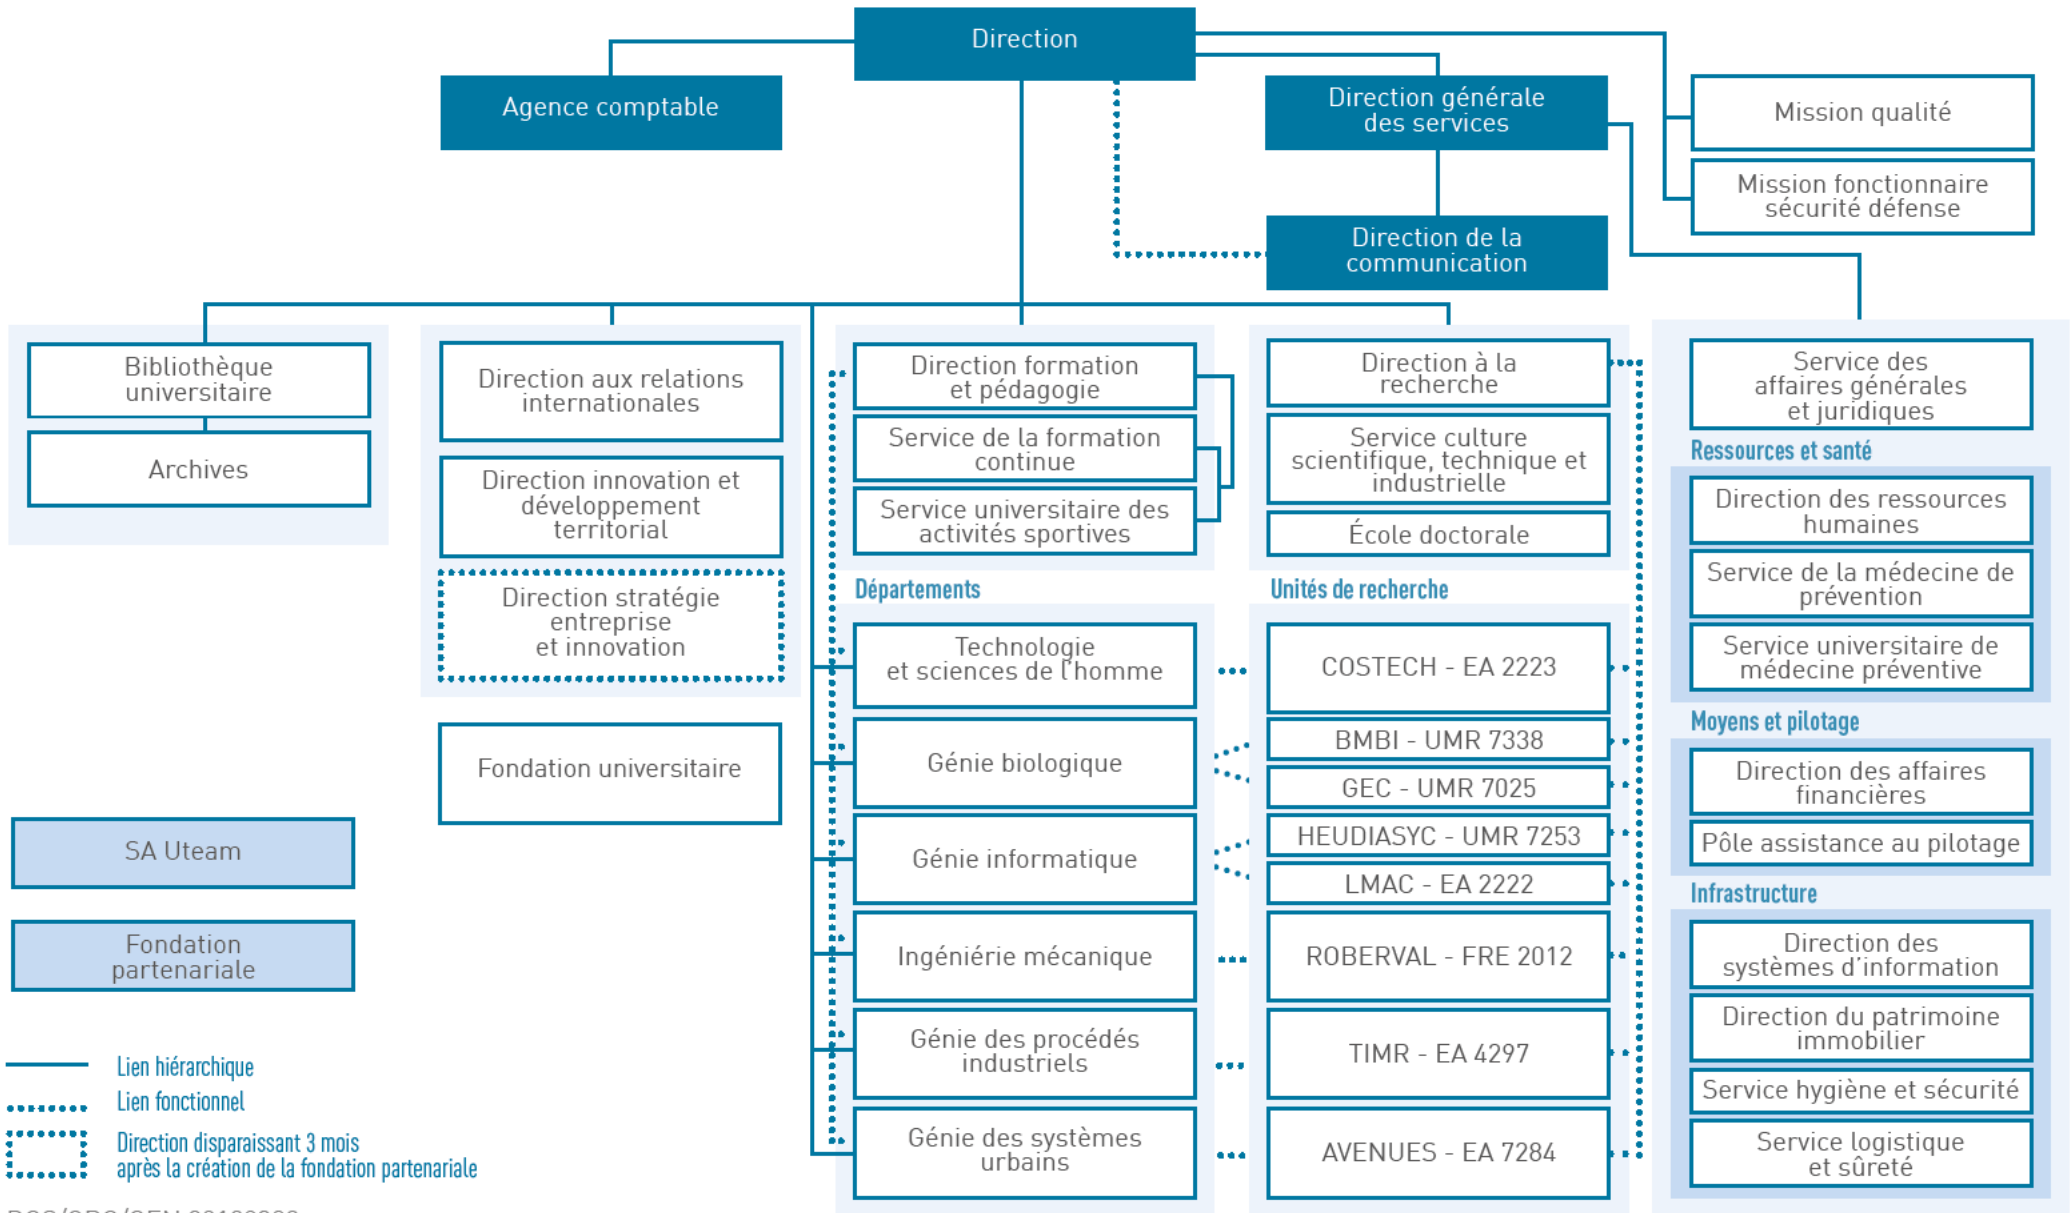 Direction
Agence comptable
Direction générale
des services
Mission qualité
Mission fonctionnaire
sécurité défense
Direction de la
communication
Bibliothèque
universitaire
Archives
Direction aux relations
internationales
Direction innovation et
développement
territorial
Direction stratégie
entreprise
et innovation
Fondation universitaire
Direction formation
et pédagogie
Service de la formation
continue
Service universitaire des
activités sportives
Départements
Technologie
et sciences de l'homme
Génie biologique
Génie informatique
Ingéniérie mécanique
Génie des procédés
industriels
Génie des systèmes
urbains
Direction à la
recherche
Service culture
scientifique, technique et
industrielle
École doctorale
Unités de recherche
COSTECH - EA 2223
BMBI - UMR 7338
GEC - UMR 7025
HEUDIASYC - UMR 7253
LMAC - EA 2222
ROBERVAL - FRE 2012
TIMR - EA 4297
AVENUES - EA 7284
Service des
affaires générales
et juridiques
Ressources et santé
Direction des ressources
humaines
Service de la médecine de
prévention
Service universitaire de
médecine préventive
Moyens et pilotage
Direction des affaires
financières
Pôle assistance au pilotage
Infrastructure
Direction des
systèmes d'information
Direction du patrimoine
immobilier
Service hygiène et sécurité
Service logistique
et sûreté
SA Uteam
Fondation
partenariale
Lien hiérarchique
Lien fonctionnel
Direction disparaissant 3 mois
après la création de la fondation partenariale